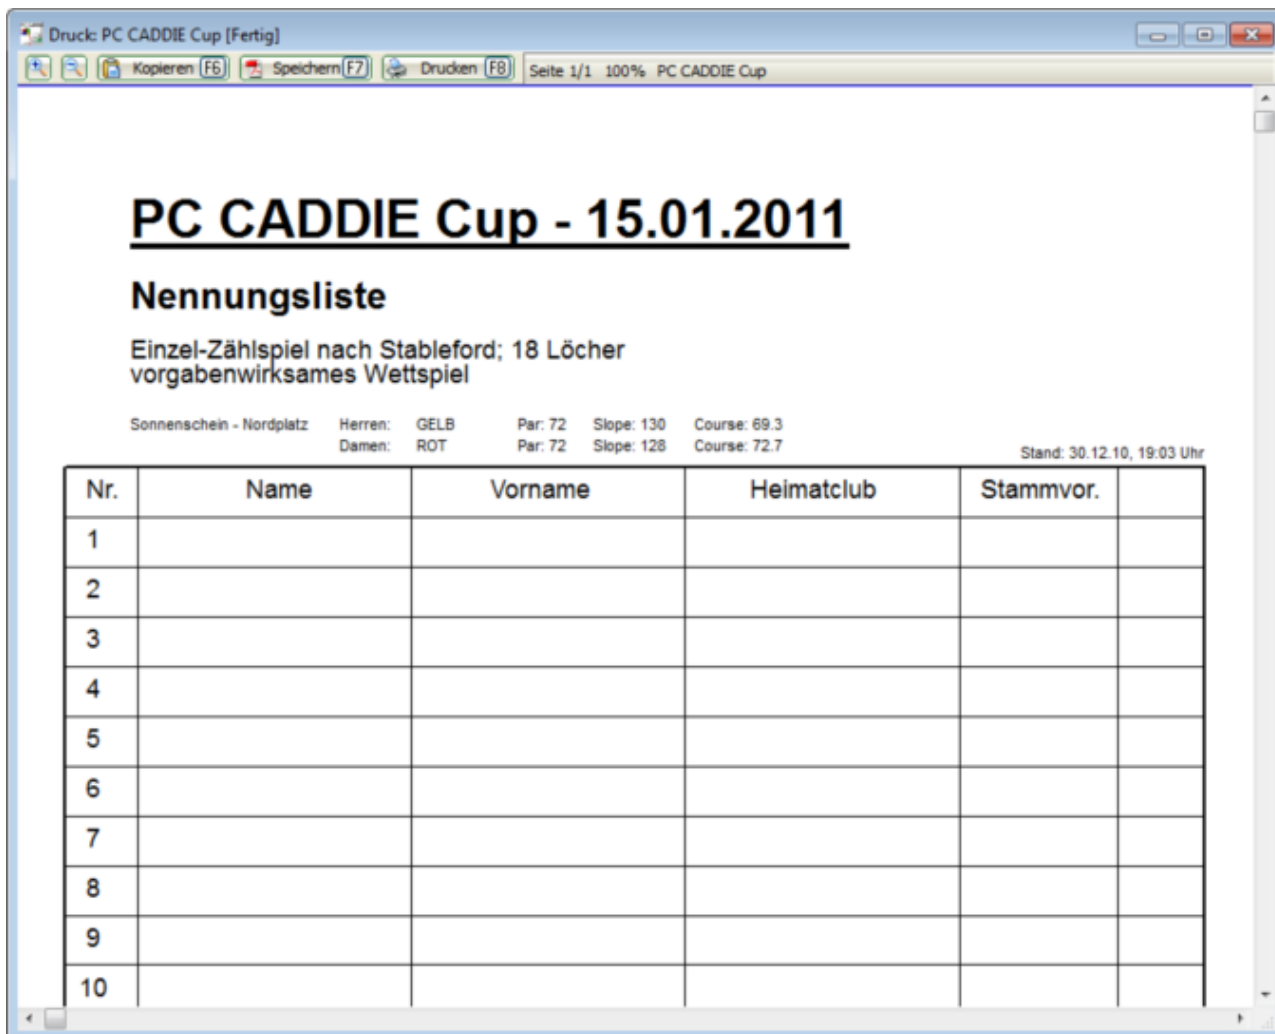 Druck: PC CADDIE Cup [Fertig]
Kopieren F6 Speichern F7 Drucken F8 Seite 1/1 100% PC CADDIE Cup
PC CADDIE Cup - 15.01.2011
Nennungsliste
Einzel-Zählspiel nach Stableford; 18 Löcher
vorgabenwirksames Wettspiel
Sonnenschein - Nordplatz Herren: GELB Par: 72 Slope: 130 Course: 69.3
Damen: ROT Par: 72 Slope: 128 Course: 72.7
Stand: 30.12.10, 19:03 Uhr
Nr. Name Vorname Heimatclub Stammvor.
1
2
3
4
5
6
7
8
9
10